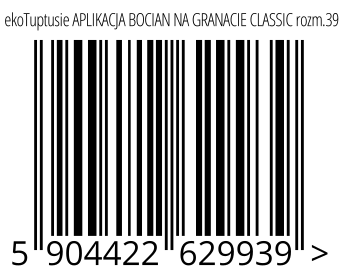 ekoTuptusie APLIKACJA BOCIAN NA GRANACIE CLASSIC rozm.39
5 904422 629939 >